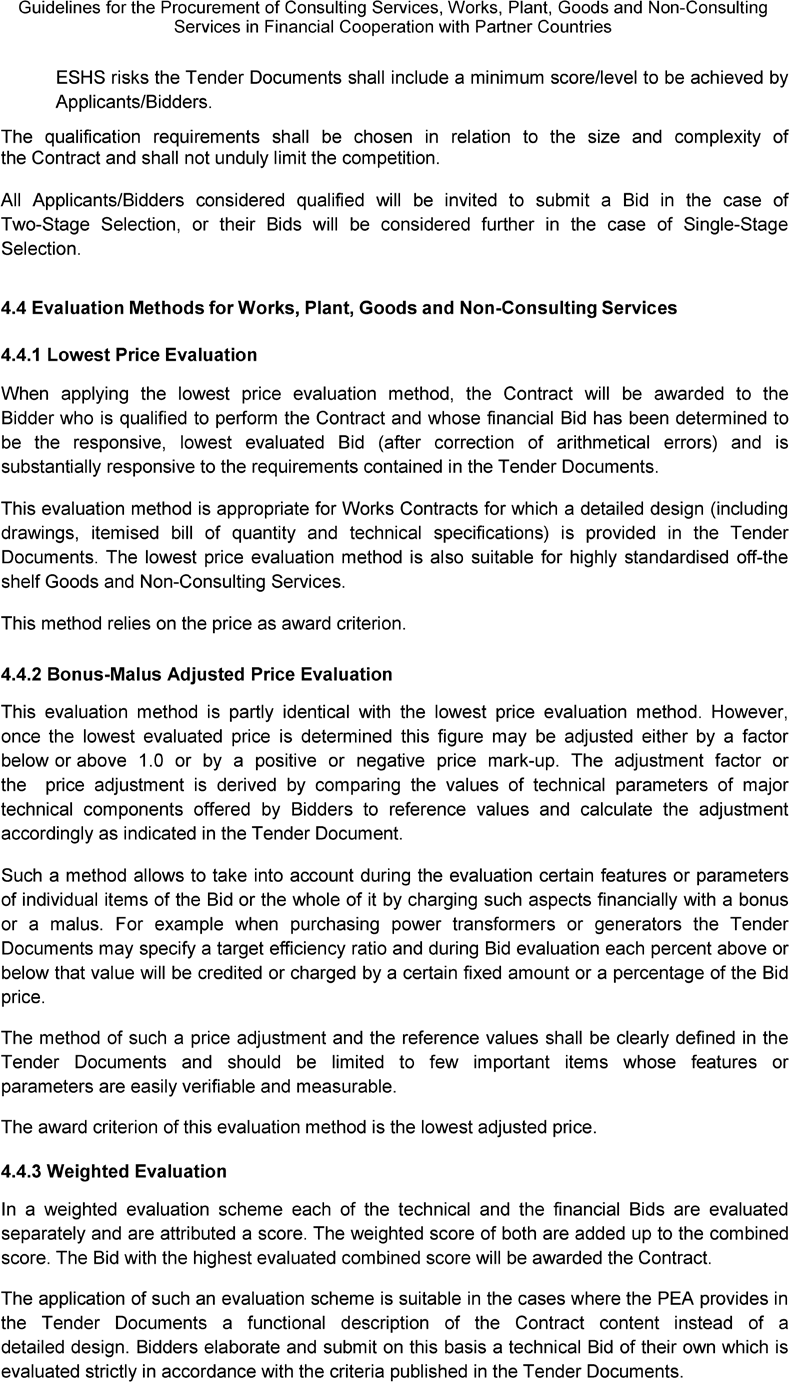 Guidelines for the Procurement of Consulting Services, Works, Plant, Goods and Non-Consulting
Services in Financial Cooperation with Partner Countries
ESHS risks the Tender Documents shall include a minimum score/level to be achieved by
Applicants/Bidders.
The qualification requirements shall be chosen in relation to the size and complexity of
the Contract and shall not unduly limit the competition.
All Applicants/Bidders considered qualified will be invited to submit a Bid in the case of
Two-Stage Selection, or their Bids will be considered further in the case of Single-Stage
Selection.
4.4 Evaluation Methods for Works, Plant, Goods and Non-Consulting Services
4.4.1 Lowest Price Evaluation
When applying the lowest price evaluation method, the Contract will be awarded to the
Bidder who is qualified to perform the Contract and whose financial Bid has been determined to
be the responsive, lowest evaluated Bid (after correction of arithmetical errors) and is
substantially responsive to the requirements contained in the Tender Documents.
This evaluation method is appropriate for Works Contracts for which a detailed design (including
drawings, itemised bill of quantity and technical specifications) is provided in the Tender
Documents. The lowest price evaluation method is also suitable for highly standardised off-the
shelf Goods and Non-Consulting Services.
This method relies on the price as award criterion.
4.4.2 Bonus-Malus Adjusted Price Evaluation
This evaluation method is partly identical with the lowest price evaluation method. However,
once the lowest evaluated price is determined this figure may be adjusted either by a factor
below or above 1.0 or by a positive or negative price mark-up. The adjustment factor or
the price adjustment is derived by comparing the values of technical parameters of major
technical components offered by Bidders to reference values and calculate the adjustment
accordingly as indicated in the Tender Document.
Such a method allows to take into account during the evaluation certain features or parameters
of individual items of the Bid or the whole of it by charging such aspects financially with a bonus
or a malus. For example when purchasing power transformers or generators the Tender
Documents may specify a target efficiency ratio and during Bid evaluation each percent above or
below that value will be credited or charged by a certain fixed amount or a percentage of the Bid
price.
The method of such a price adjustment and the reference values shall be clearly defined in the
Tender Documents and should be limited to few important items whose features or
parameters are easily verifiable and measurable.
The award criterion of this evaluation method is the lowest adjusted price.
4.4.3 Weighted Evaluation
In a weighted evaluation scheme each of the technical and the financial Bids are evaluated
separately and are attributed a score. The weighted score of both are added up to the combined
score. The Bid with the highest evaluated combined score will be awarded the Contract.
The application of such an evaluation scheme is suitable in the cases where the PEA provides in
the Tender Documents a functional description of the Contract content instead of a
detailed design. Bidders elaborate and submit on this basis a technical Bid of their own which is
evaluated strictly in accordance with the criteria published in the Tender Documents.